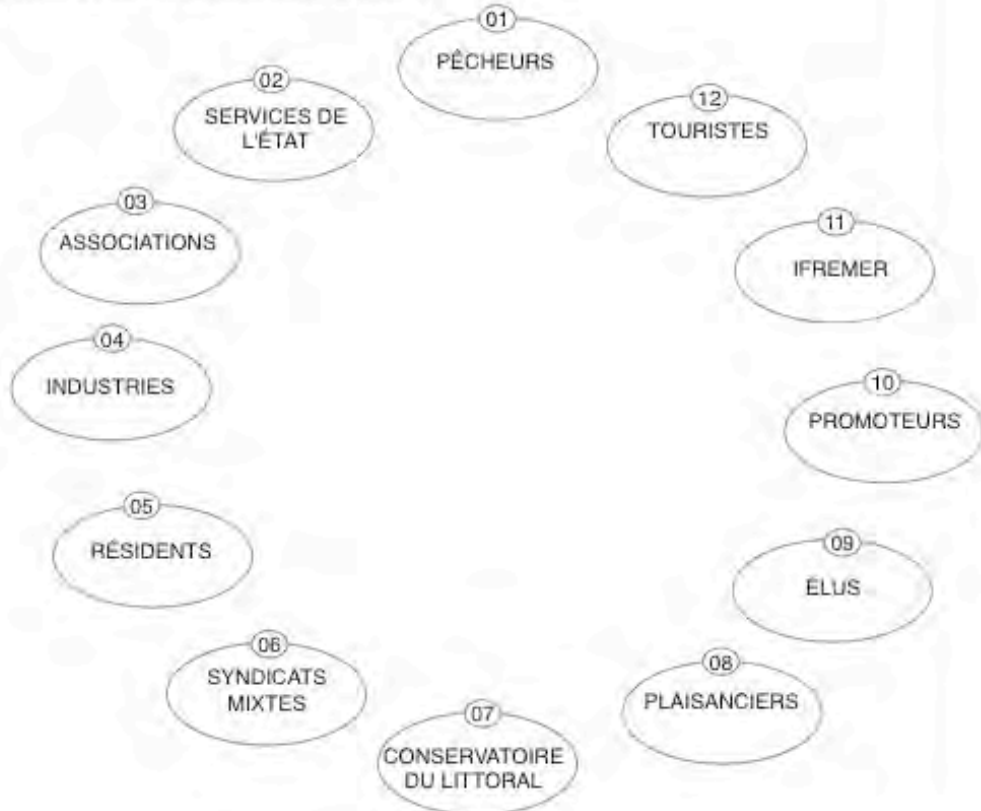 01
PÊCHEURS
02
SERVICES DE
L'ÉTAT
03
ASSOCIATIONS
04
INDUSTRIES
05
RÉSIDENTS
06
SYNDICATS
MIXTES
07
CONSERVATOIRE
DU LITTORAL
08
PLAISANCIERS
09
ÉLUS
10
PROMOTEURS
11
IFREMER
12
TOURISTES